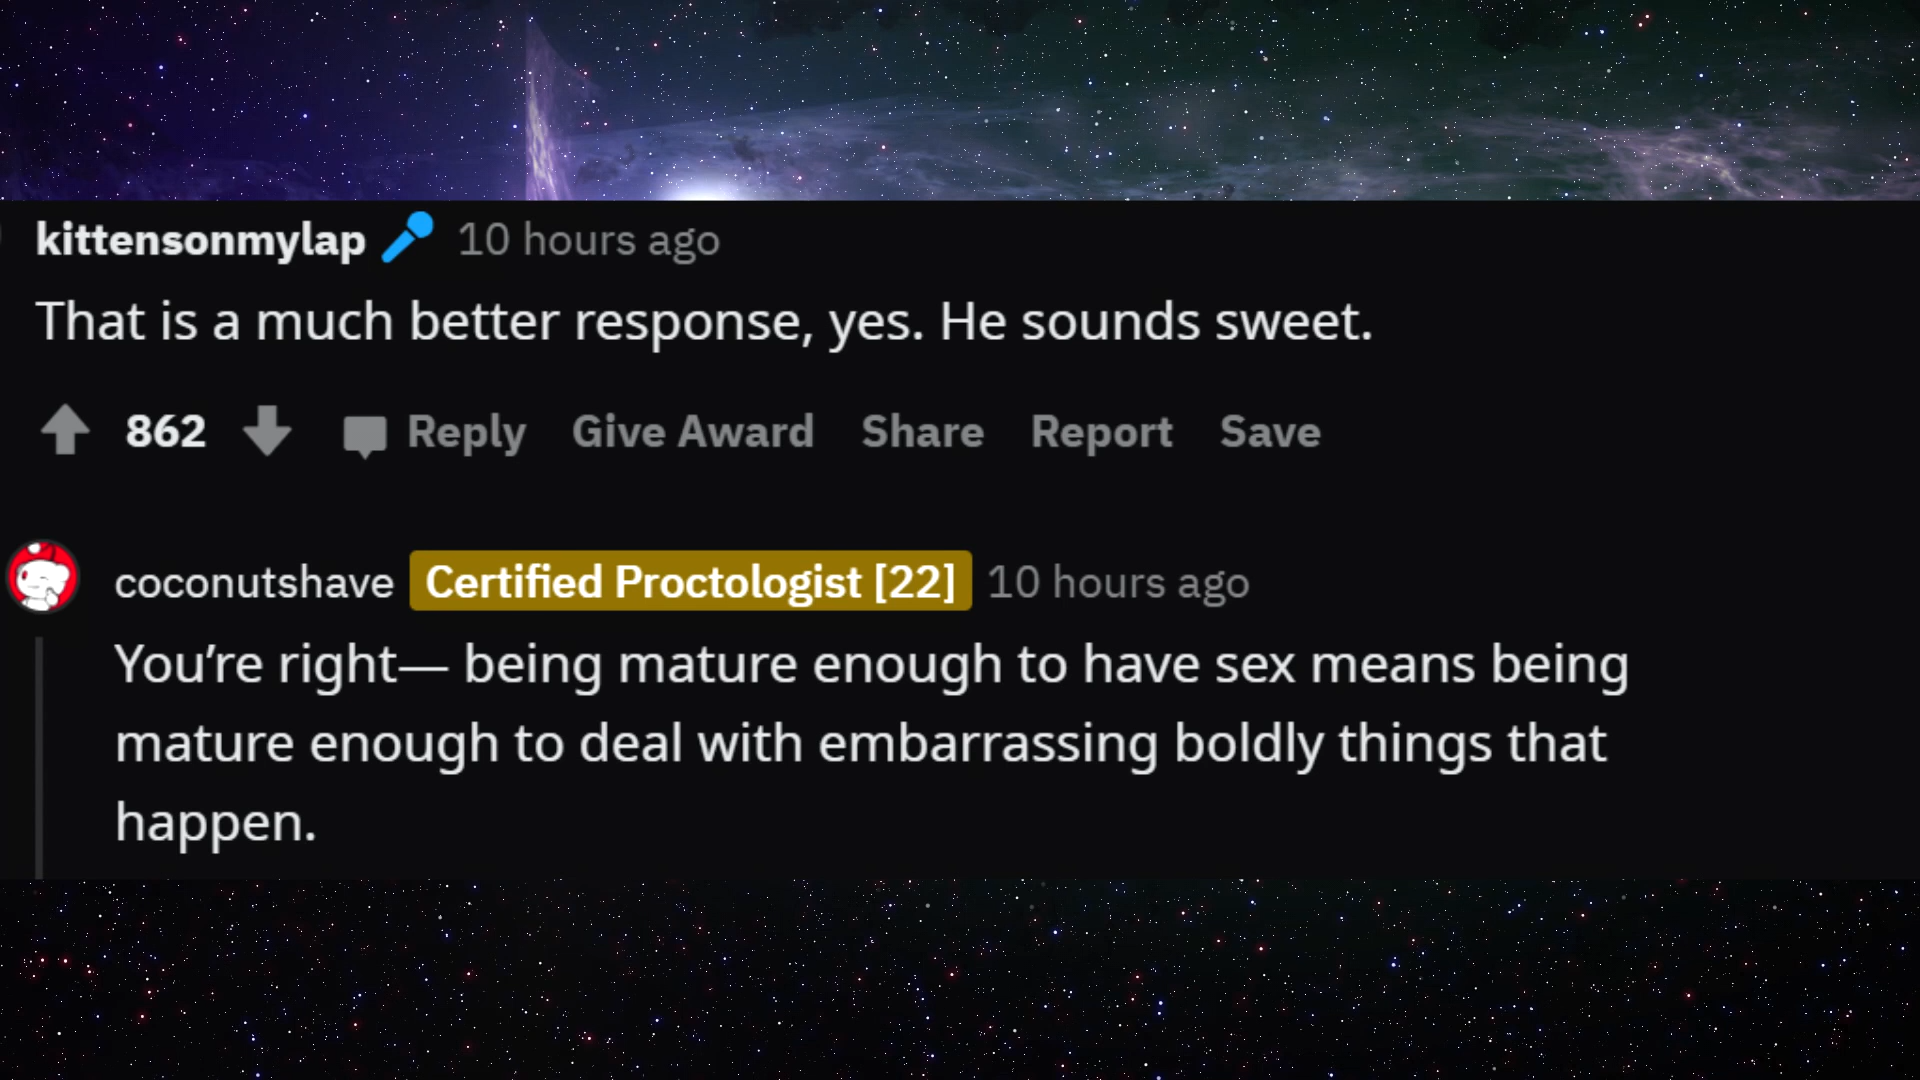 kittensonmylap 10 hours ago
That is a much better response, yes. He sounds sweet.
862 Reply Give Award Share Report Save
coconutshave Certified Proctologist [22] 10 hours ago
You’re right— being mature enough to have sex means being
mature enough to deal with embarrassing boldly things that
happen.